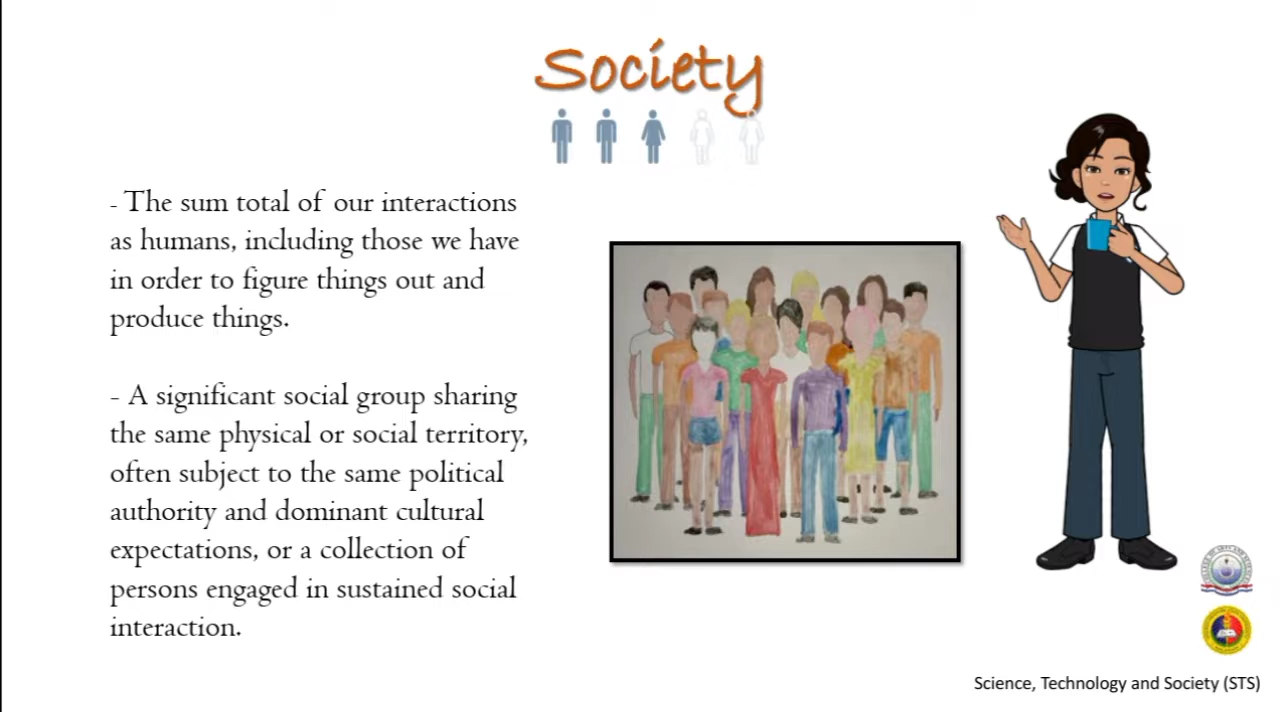 Society
- The sum total of our interactions
as humans, including those we have
in order to figure things out and
produce things.
- A significant social group sharing
the same physical or social territory,
often subject to the same political
authority and dominant cultural
expectations, or a collection of
persons engaged in sustained social
interaction.
Science, Technology and Society (STS)